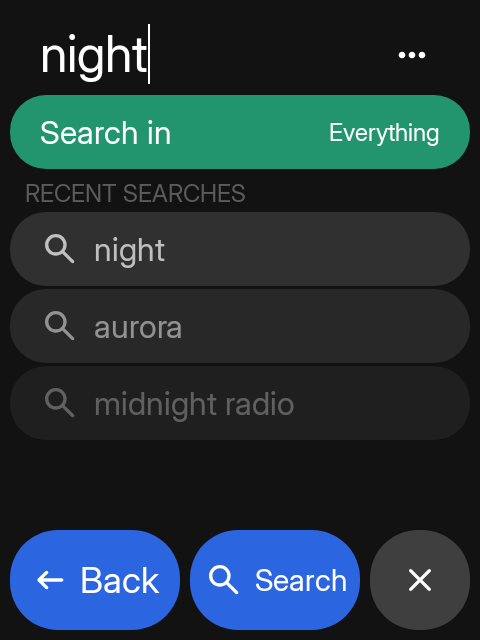 night
Search in Everything
RECENT SEARCHES
night
aurora
midnight radio
Back Search